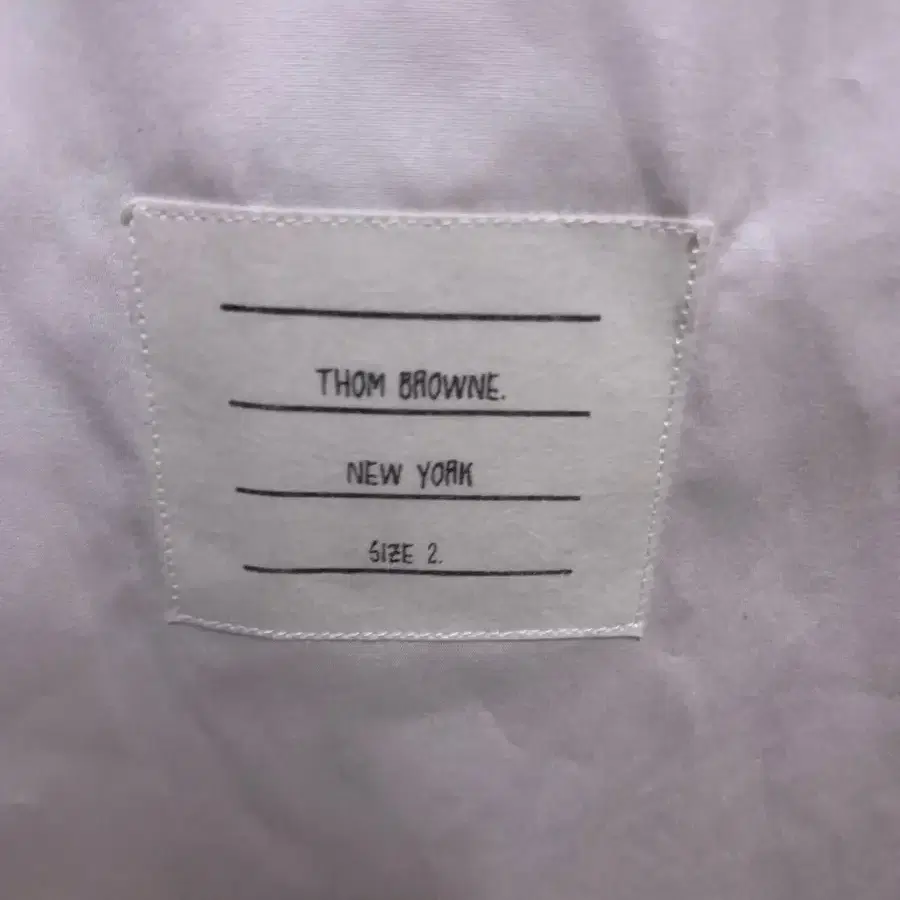 THOM BROWNE.
NEW YORK
SIZE 2.